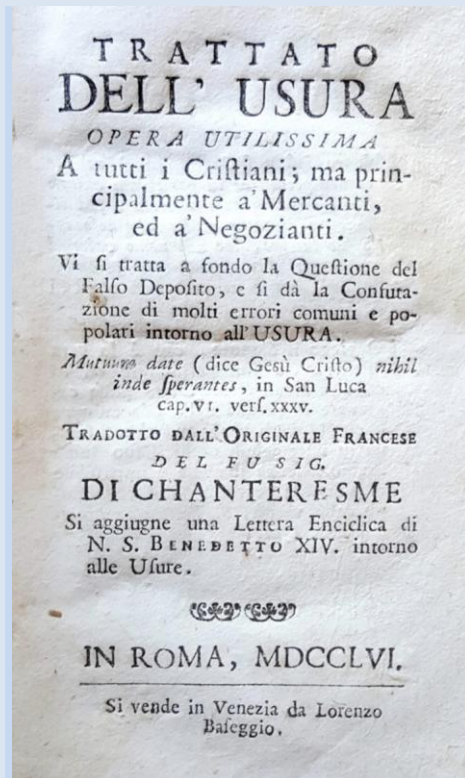 TRATTATO
DELL' USURA
OPERA UTILISSIMA
A tutti i Criſtiani; ma prin-
cipalmente a' Mercanti,
ed a' Negozianti.
Vi ſi tratta a fondo la Queſtione del
Falſo Depoſito, e ſi dà la Confuta-
zione di molti errori comuni e po-
polari intorno all'USURA.
Mutuum date (dice Gesù Criſto) nihil
inde ſperantes, in San Luca
cap. VI. verſ. XXXV.
TRADOTTO DALL'ORIGINALE FRANCESE
DEL FU SIG.
DI CHANTERESME
Si aggiugne una Lettera Enciclica di
N. S. BENEDETTO XIV. intorno
alle Uſure.
IN ROMA, MDCCLVI.
Si vende in Venezia da Lorenzo
Baſeggio.